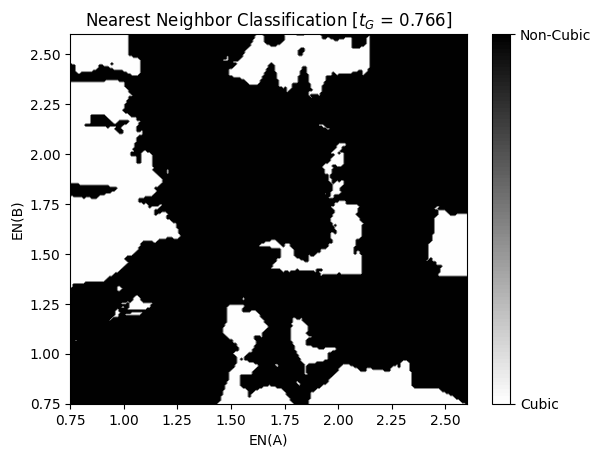 Nearest Neighbor Classification [$t_G$ = 0.766]
2.50
2.25
2.00
1.75
1.50
1.25
1.00
0.75
EN(B)
0.75 1.00 1.25 1.50 1.75 2.00 2.25 2.50
EN(A)
Non-Cubic
Cubic